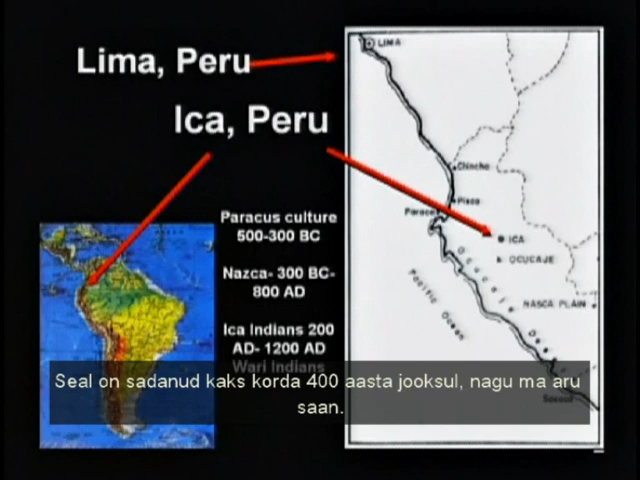 Lima, Peru
Ica, Peru
LIMA
Chincha
Pisco
Paracas
ICA
OCUCAJE
Ocucaje Desert
Pacific Ocean
NASCA PLAIN
Paracus culture
500-300 BC
Nazca- 300 BC-
800 AD
Ica Indians 200
AD- 1200 AD
Wari Indians
Seal on sadanud kaks korda 400 aasta jooksul, nagu ma aru
saan.